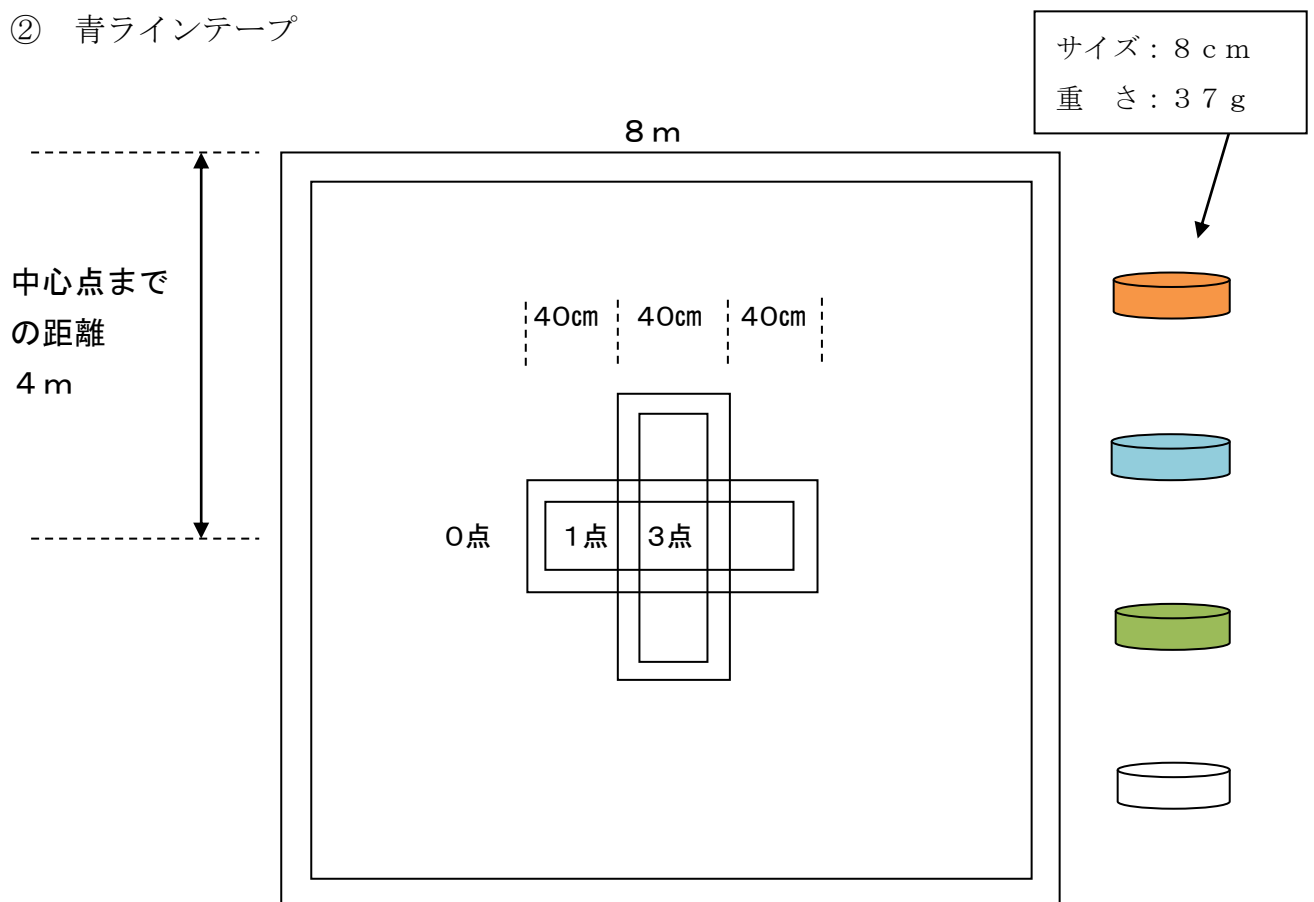 ② 青ラインテープ
サイズ：８ｃｍ
重 さ：３７ｇ
８ｍ
中心点まで
の距離
４ｍ
40㎝ 40㎝ 40㎝
０点 １点 ３点